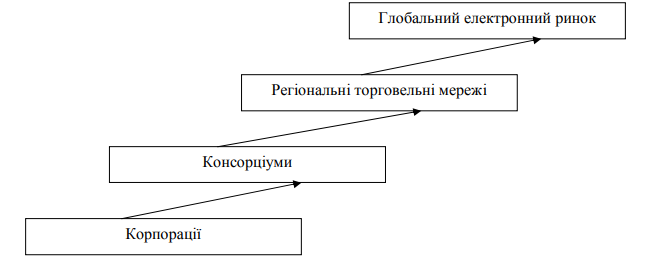 Глобальний електронний ринок
Регіональні торговельні мережі
Консорціуми
Корпорації